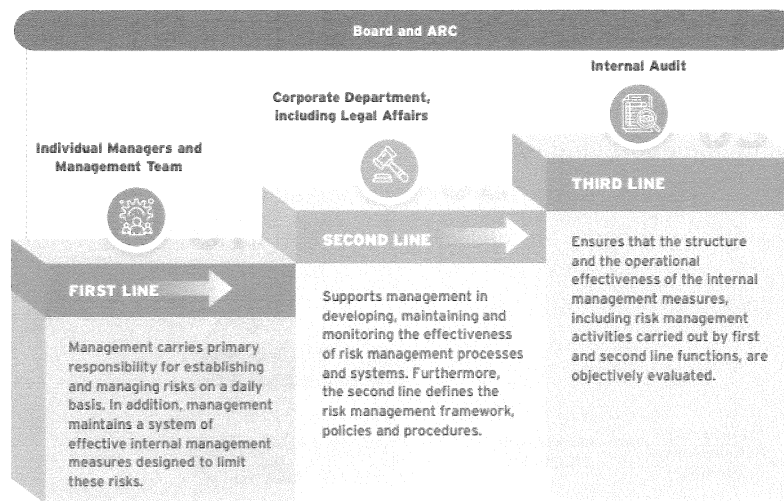 Board and ARC
Individual Managers and
Management Team
FIRST LINE
Management carries primary
responsibility for establishing
and managing risks on a daily
basis. In addition, management
maintains a system of
effective internal management
measures designed to limit
these risks.
Corporate Department,
including Legal Affairs
SECOND LINE
Supports management in
developing, maintaining and
monitoring the effectiveness
of risk management processes
and systems. Furthermore,
the second line defines the
risk management framework,
policies and procedures.
Internal Audit
THIRD LINE
Ensures that the structure
and the operational
effectiveness of the internal
management measures,
including risk management
activities carried out by first
and second line functions, are
objectively evaluated.